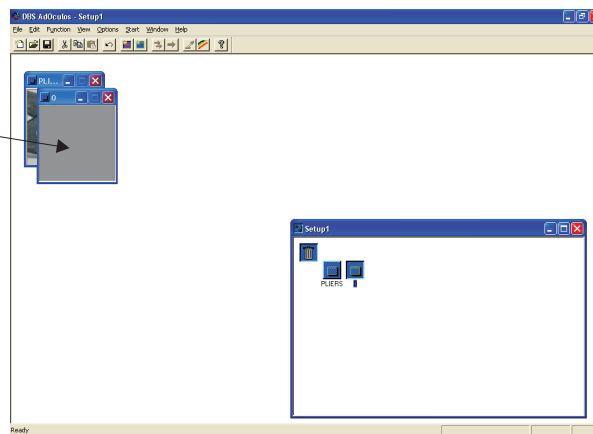 DBS AdOculos - Setup1
File Edit Function View Options Start Window Help
PLI...
0
Setup1
PLIERS
Ready